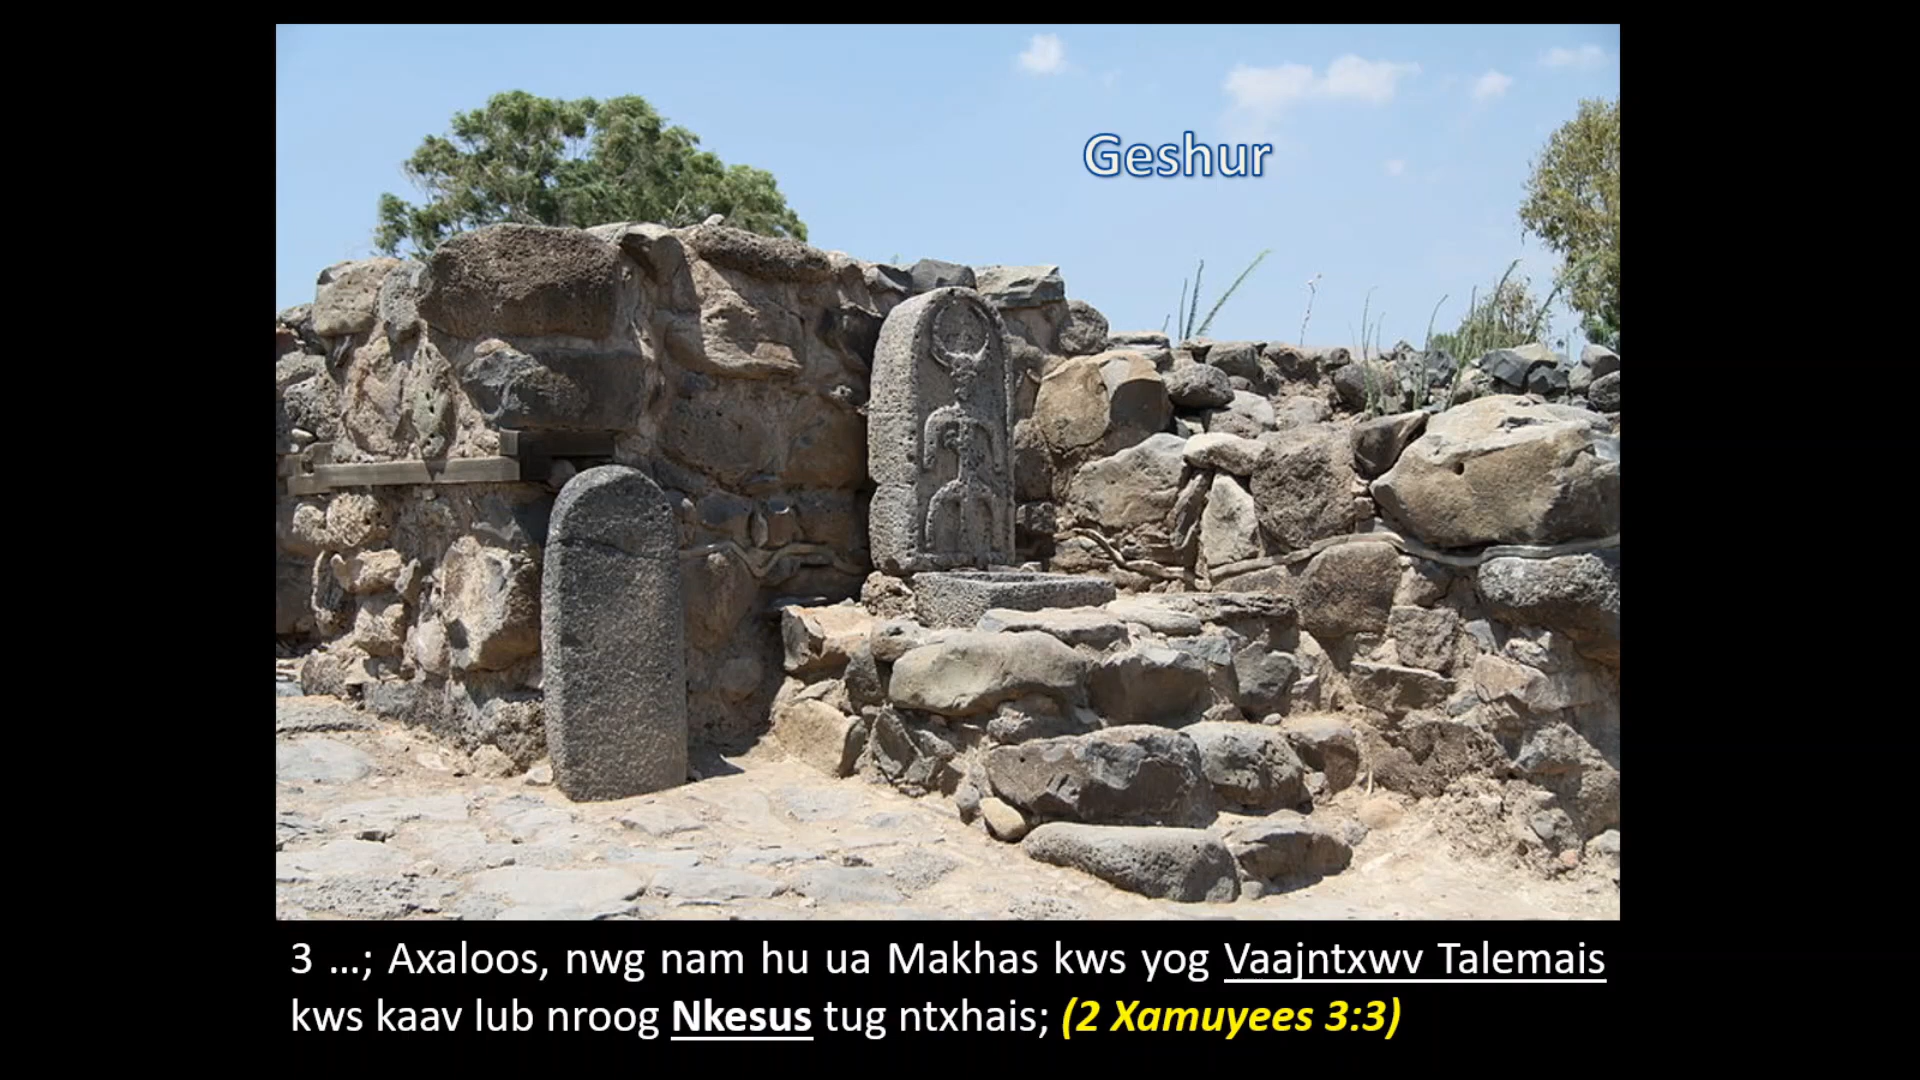 Geshur
3 ...; Axaloos, nwg nam hu ua Makhas kws yog Vaajntxwv Talemais
kws kaav lub nroog Nkesus tug ntxhais; (2 Xamuyees 3:3)